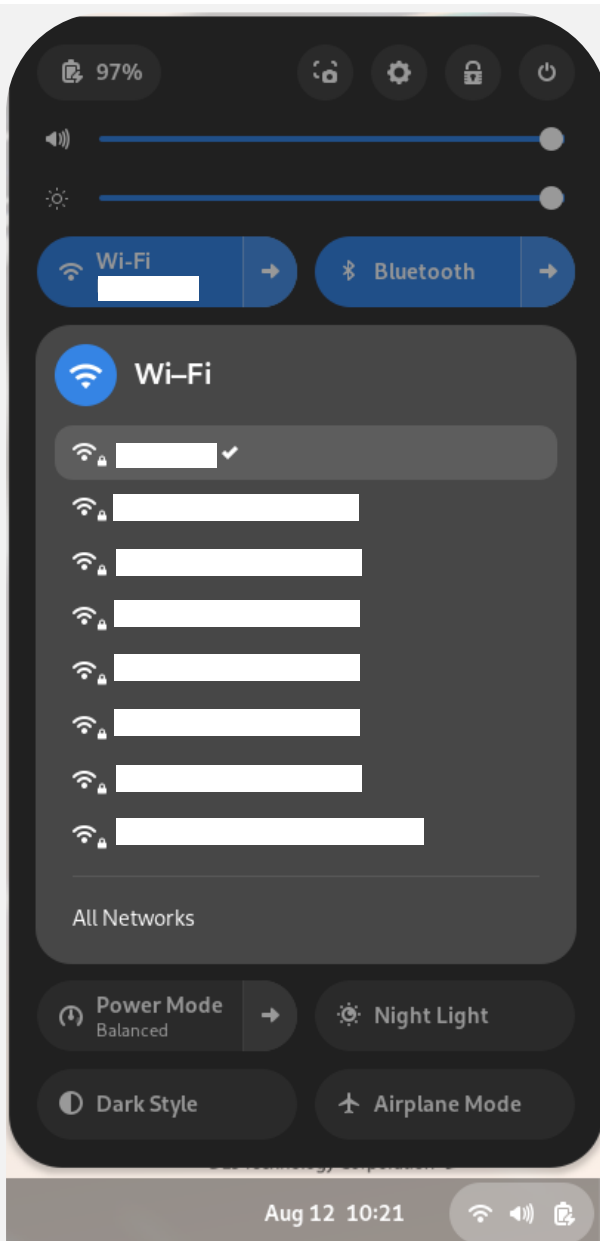 97%
Wi-Fi
Bluetooth
Wi–Fi
All Networks
Power Mode
Balanced
Night Light
Dark Style
Airplane Mode
Aug 12 10:21